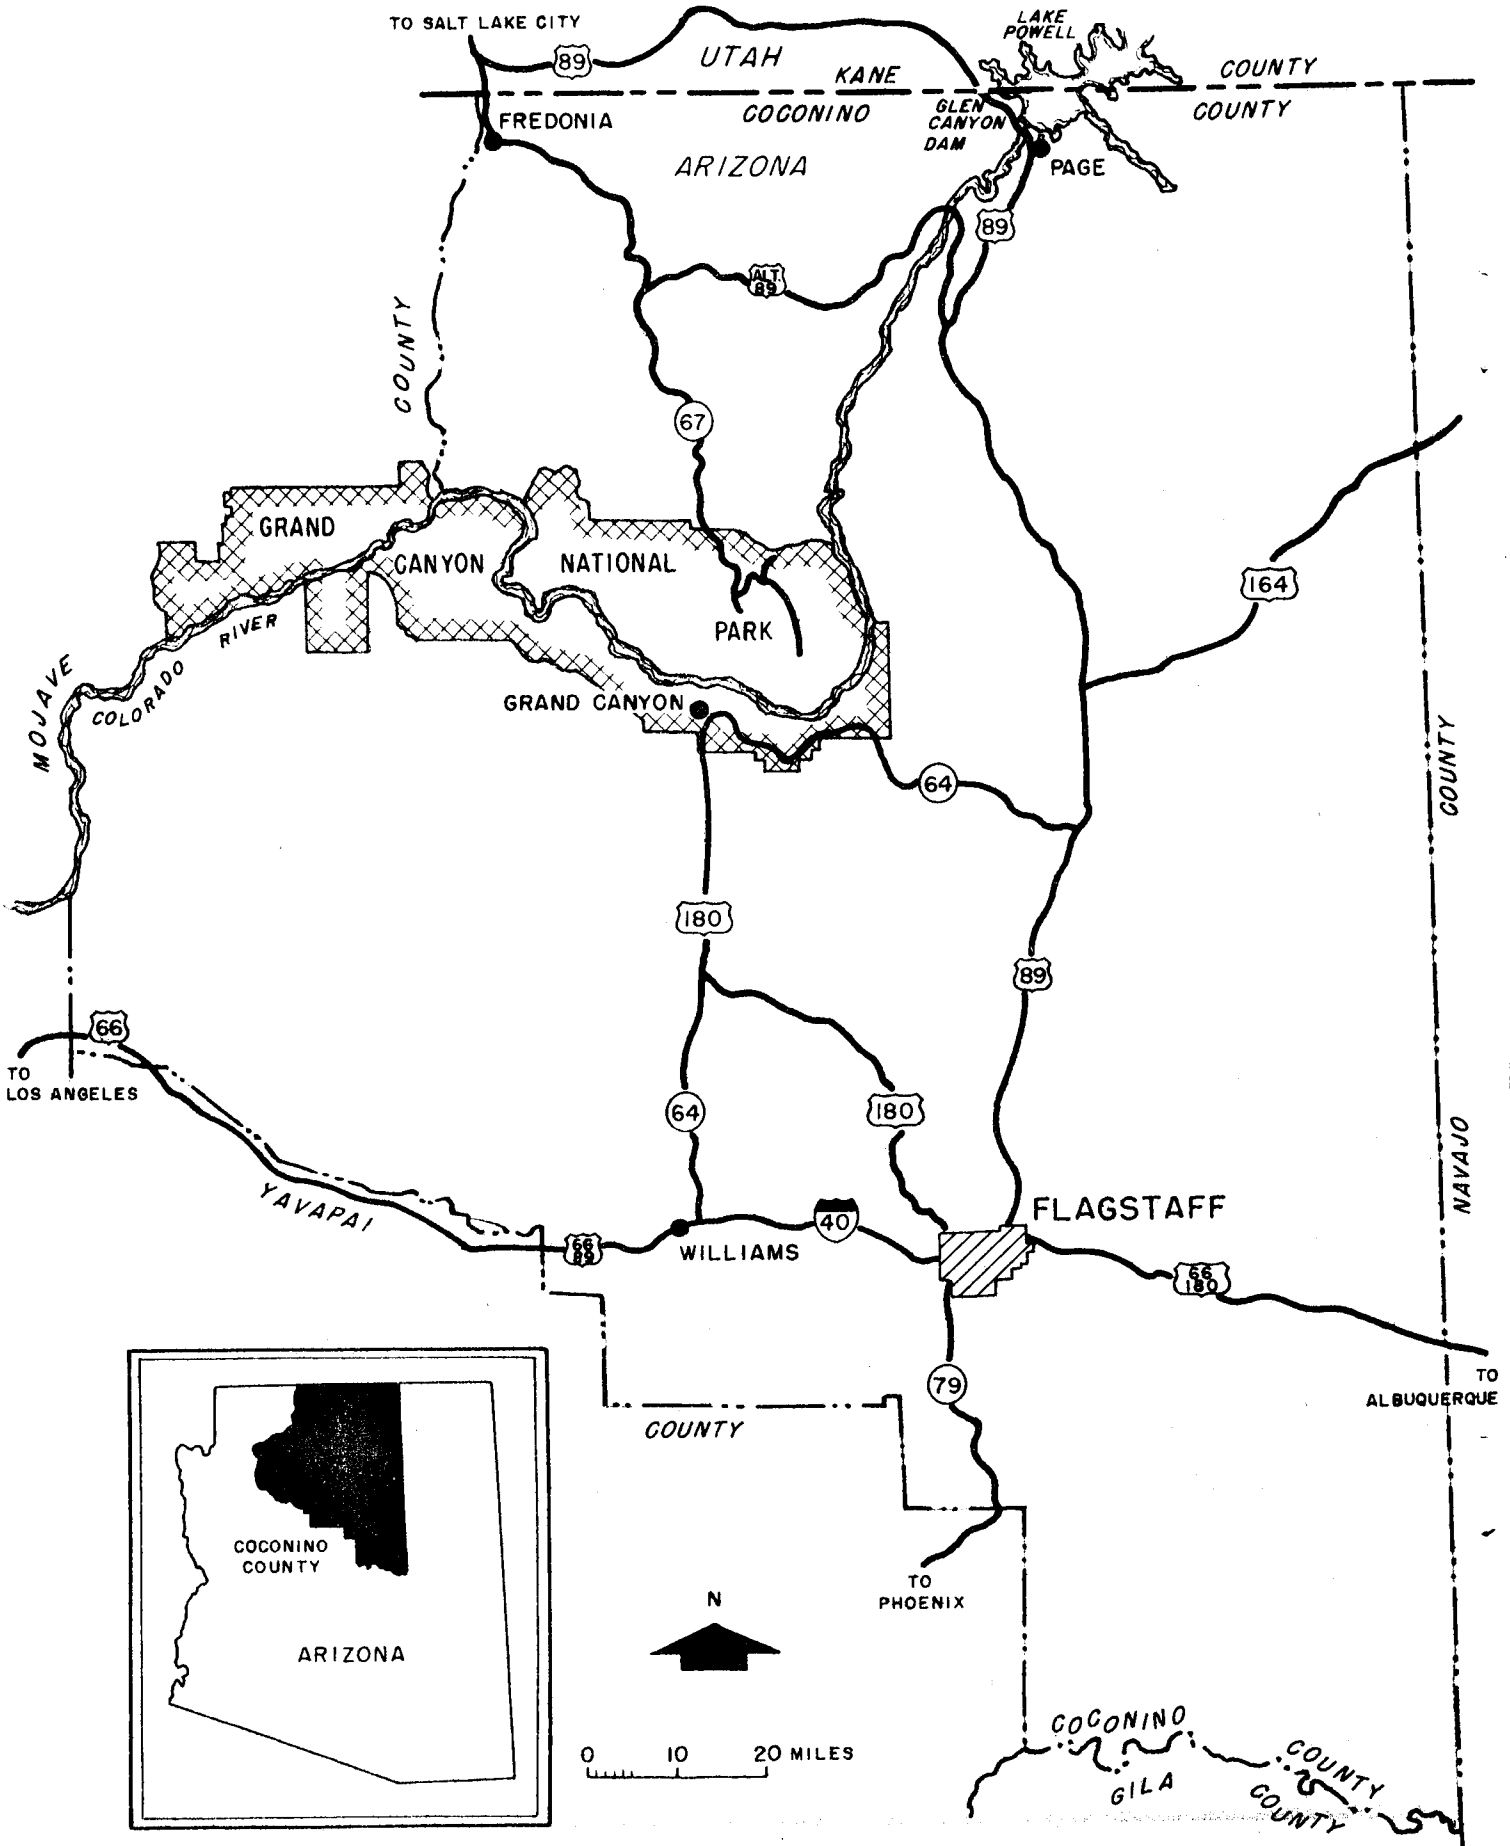 TO SALT LAKE CITY
89
UTAH
LAKE
POWELL
KANE
COUNTY
COCONINO
COUNTY
GLEN
CANYON
DAM
FREDONIA
ARIZONA
PAGE
89
ALT.
89
COUNTY
67
GRAND
CANYON
NATIONAL
PARK
164
RIVER
COLORADO
MOJAVE
GRAND CANYON
64
COUNTY
180
89
66
TO
LOS ANGELES
64
180
NAVAJO
YAVAPAI
FLAGSTAFF
40
66
89
WILLIAMS
66
180
79
TO
ALBUQUERQUE
COUNTY
COCONINO
COUNTY
ARIZONA
TO
PHOENIX
N
0 10 20 MILES
COCONINO
COUNTY
GILA
COUNTY